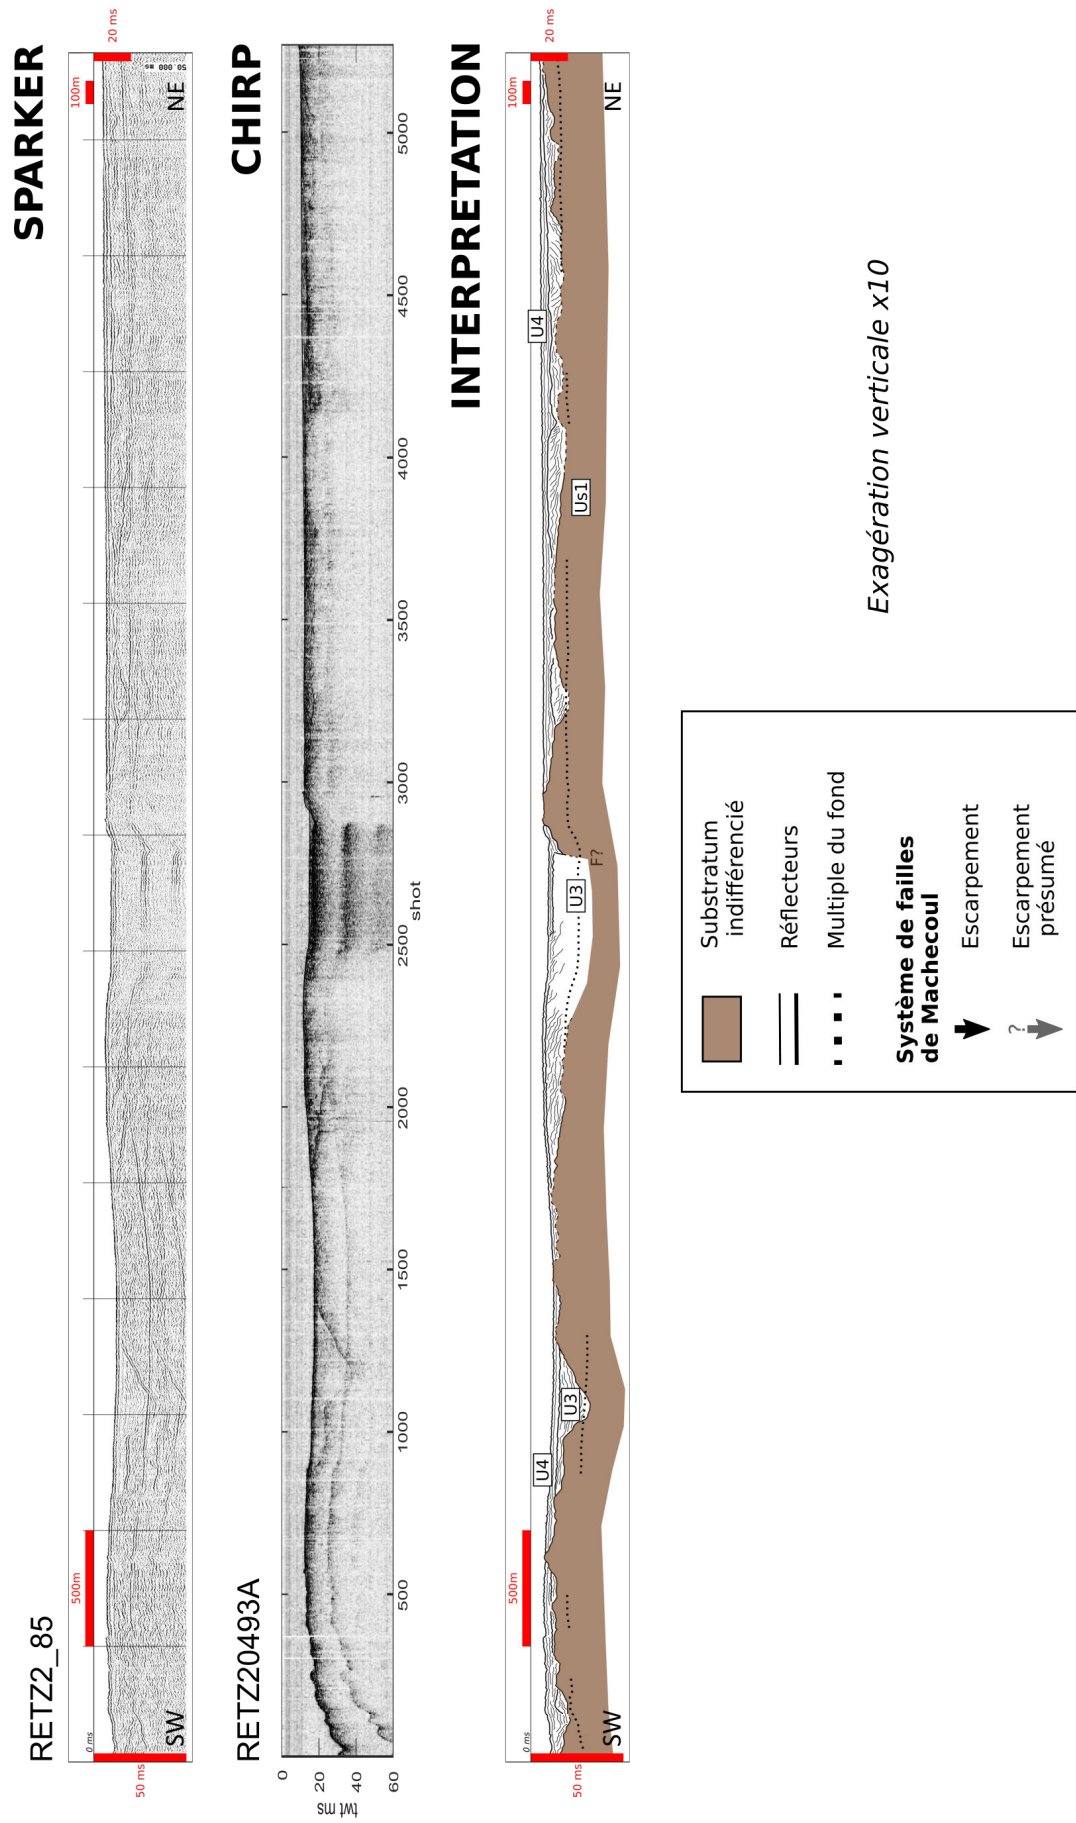 SPARKER
RETZ2_85
500m
100m
20 ms
0 ms
50 ms
50.000 ms
SW
NE
CHIRP
RETZ20493A
0
20
40
60
twt ms
500
1000
1500
2000
2500
3000
3500
4000
4500
5000
shot
INTERPRETATION
500m
100m
20 ms
50 ms
U4
U4
U3
U3
F?
Us1
SW
NE
Substratum
indifférencié
Réflecteurs
Multiple du fond
Système de failles
de Machecoul
Escarpement
?
Escarpement
présumé
Exagération verticale x10